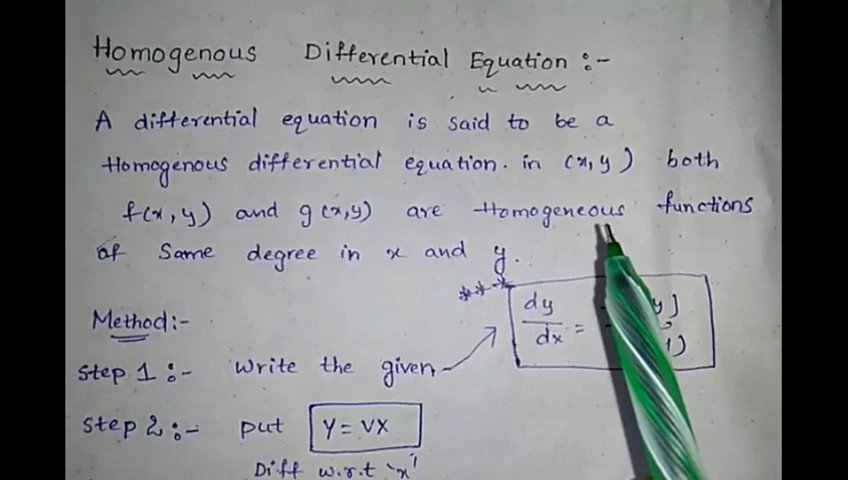 Homogenous Differential Equation :-
A differential equation is said to be a
Homogenous differential equation. in (x, y) both
f(x, y) and g(x,y) are Homogeneous functions
of same degree in x and y.
***
dy/dx =
Method:-
Step 1 :- Write the given
Step 2 :- put Y = VX
Diff w.r.t 'x'